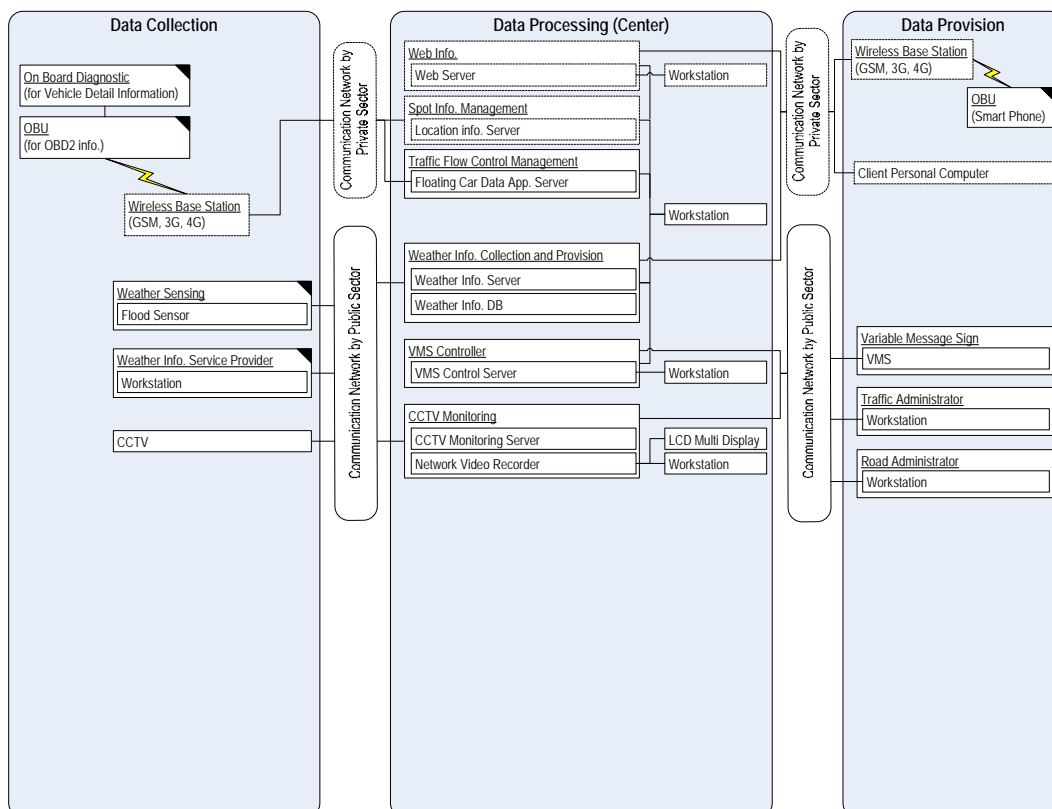 Data Collection
On Board Diagnostic
(for Vehicle Detail Information)
OBU
(for OBD2 info.)
Wireless Base Station
(GSM, 3G, 4G)
Weather Sensing
Flood Sensor
Weather Info. Service Provider
Workstation
CCTV
Communication Network by
Private Sector
Communication Network by Public Sector
Data Processing (Center)
Web Info.
Web Server
Workstation
Spot Info. Management
Location info. Server
Traffic Flow Control Management
Floating Car Data App. Server
Workstation
Weather Info. Collection and Provision
Weather Info. Server
Weather Info. DB
VMS Controller
VMS Control Server
Workstation
CCTV Monitoring
CCTV Monitoring Server
LCD Multi Display
Network Video Recorder
Workstation
Communication Network by
Private Sector
Communication Network by Public Sector
Data Provision
Wireless Base Station
(GSM, 3G, 4G)
OBU
(Smart Phone)
Client Personal Computer
Variable Message Sign
VMS
Traffic Administrator
Workstation
Road Administrator
Workstation